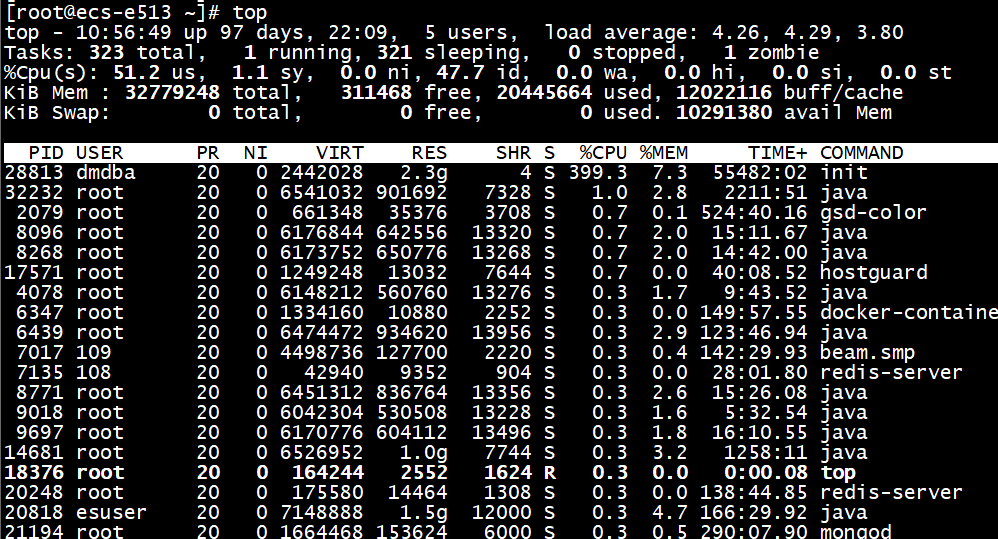 [root@ecs-e513 ~]# top
top - 10:56:49 up 97 days, 22:09,  5 users,  load average: 4.26, 4.29, 3.80
Tasks: 323 total,   1 running, 321 sleeping,   0 stopped,   1 zombie
%Cpu(s): 51.2 us,  1.1 sy,  0.0 ni, 47.7 id,  0.0 wa,  0.0 hi,  0.0 si,  0.0 st
KiB Mem : 32779248 total,   311468 free, 20445664 used, 12022116 buff/cache
KiB Swap:        0 total,        0 free,        0 used. 10291380 avail Mem
  PID USER      PR  NI    VIRT    RES    SHR S  %CPU %MEM     TIME+ COMMAND
28813 dmdba     20   0 2442028   2.3g      4 S 399.3  7.3  55482:02 init
32232 root      20   0 6541032 901692   7328 S   1.0  2.8   2211:51 java
 2079 root      20   0  661348  35376   3708 S   0.7  0.1 524:40.16 gsd-color
 8096 root      20   0 6176844 642556  13320 S   0.7  2.0  15:11.67 java
 8268 root      20   0 6173752 650776  13268 S   0.7  2.0  14:42.00 java
17571 root      20   0 1249248  13032   7644 S   0.7  0.0  40:08.52 hostguard
 4078 root      20   0 6148212 560760  13276 S   0.3  1.7   9:43.52 java
 6347 root      20   0 1334160  10880   2252 S   0.3  0.0 149:57.55 docker-containe
 6439 root      20   0 6474472 934620  13956 S   0.3  2.9 123:46.94 java
 7017 109       20   0 4498736 127700   2220 S   0.3  0.4 142:29.93 beam.smp
 7135 108       20   0   42940   9352    904 S   0.3  0.0  28:01.80 redis-server
 8771 root      20   0 6451312 836764  13356 S   0.3  2.6  15:26.08 java
 9018 root      20   0 6042304 530508  13228 S   0.3  1.6   5:32.54 java
 9697 root      20   0 6170776 604112  13496 S   0.3  1.8  16:10.55 java
14681 root      20   0 6526952   1.0g   7744 S   0.3  3.2   1258:11 java
18376 root      20   0  164244   2552   1624 R   0.3  0.0   0:00.08 top
20248 root      20   0  175580  14464   1308 S   0.3  0.0 138:44.85 redis-server
20818 esuser    20   0 7148888   1.5g  12000 S   0.3  4.7 166:29.92 java
21194 root      20   0 1664468 153624   6000 S   0.3  0.5 290:07.90 mongod